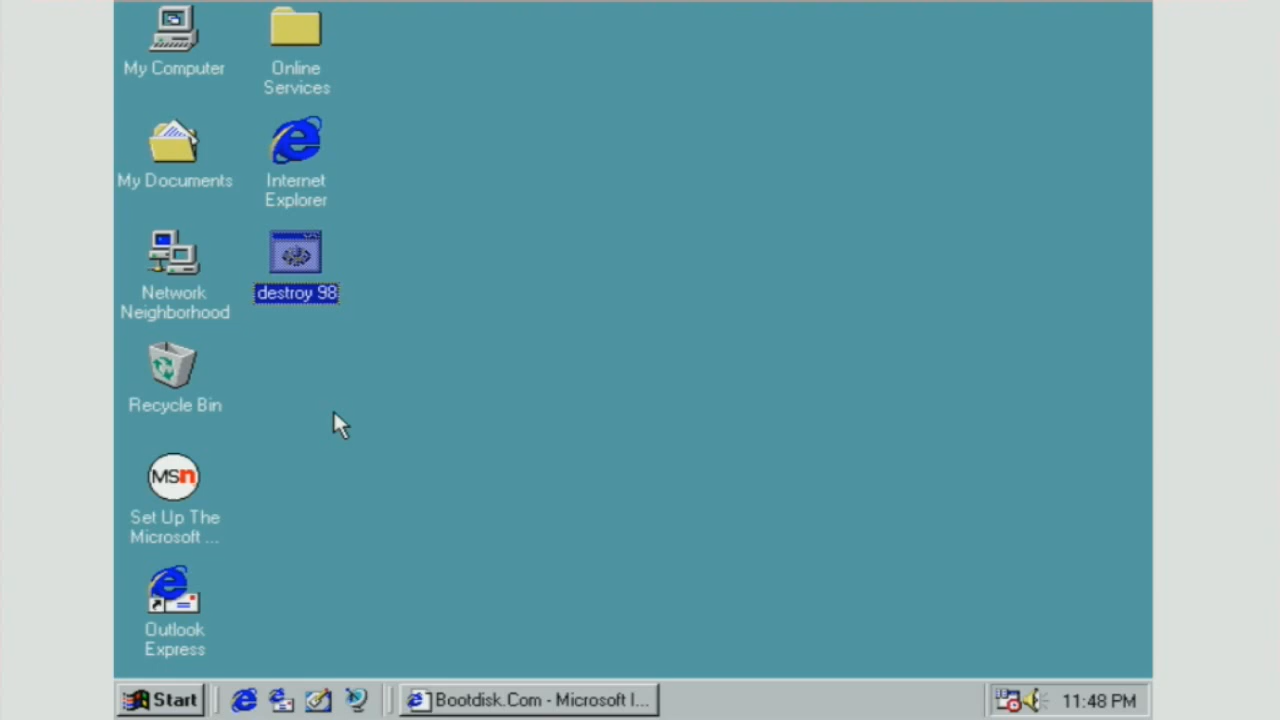 My Computer
Online
Services
My Documents
Internet
Explorer
Network
Neighborhood
destroy 98
Recycle Bin
MSn
Set Up The
Microsoft ...
Outlook
Express
Start
Bootdisk.Com - Microsoft I...
11:48 PM